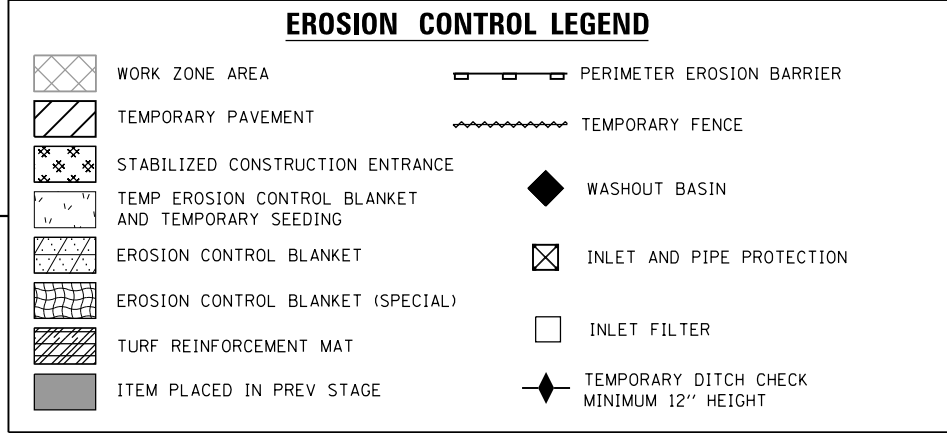 EROSION CONTROL LEGEND
WORK ZONE AREA
TEMPORARY PAVEMENT
STABILIZED CONSTRUCTION ENTRANCE
TEMP EROSION CONTROL BLANKET
AND TEMPORARY SEEDING
EROSION CONTROL BLANKET
EROSION CONTROL BLANKET (SPECIAL)
TURF REINFORCEMENT MAT
ITEM PLACED IN PREV STAGE
PERIMETER EROSION BARRIER
TEMPORARY FENCE
WASHOUT BASIN
INLET AND PIPE PROTECTION
INLET FILTER
TEMPORARY DITCH CHECK
MINIMUM 12'' HEIGHT